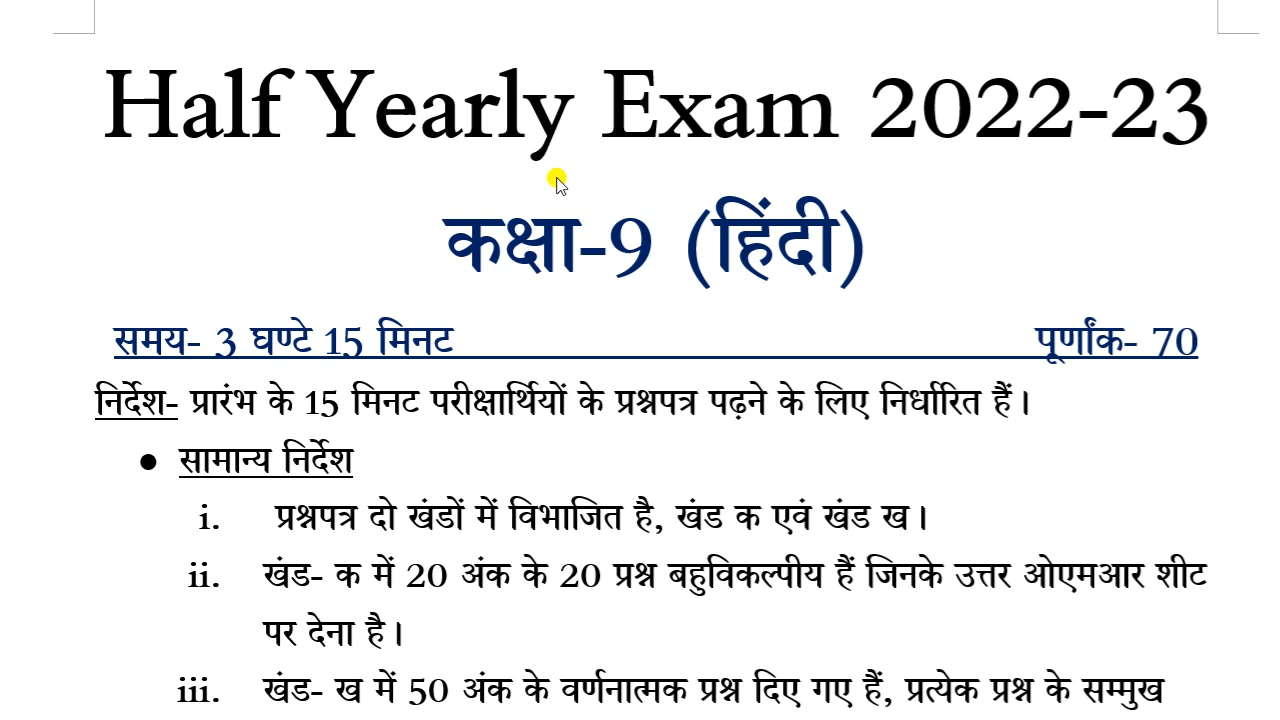 Half Yearly Exam 2022-23
कक्षा-9 (हिंदी)
समय- 3 घण्टे 15 मिनट पूर्णांक- 70
निर्देश- प्रारंभ के 15 मिनट परीक्षार्थियों के प्रश्नपत्र पढ़ने के लिए निर्धारित हैं।
● सामान्य निर्देश
i. प्रश्नपत्र दो खंडों में विभाजित है, खंड क एवं खंड ख।
ii. खंड- क में 20 अंक के 20 प्रश्न बहुविकल्पीय हैं जिनके उत्तर ओएमआर शीट
पर देना है।
iii. खंड- ख में 50 अंक के वर्णनात्मक प्रश्न दिए गए हैं, प्रत्येक प्रश्न के सम्मुख